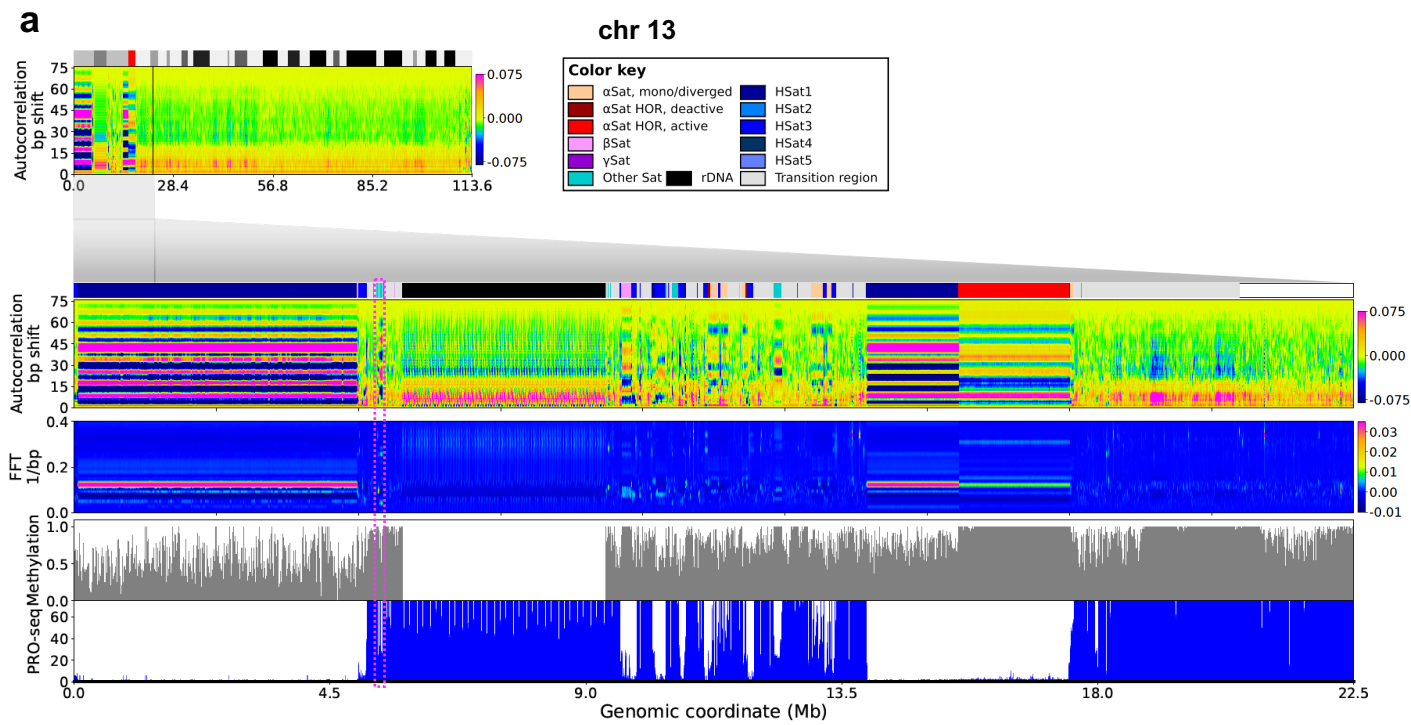 a
chr 13
Autocorrelation
bp shift
75
60
45
30
15
0
0.075
0.000
-0.075
0.0
28.4
56.8
85.2
113.6
Color key
αSat, mono/diverged
HSat1
αSat HOR, deactive
HSat2
αSat HOR, active
HSat3
βSat
HSat4
γSat
HSat5
Other Sat
rDNA
Transition region
Autocorrelation
bp shift
75
60
45
30
15
0
0.075
0.000
-0.075
FFT
1/bp
0.4
0.2
0.0
0.03
0.02
0.01
0.00
-0.01
Methylation
1.0
0.5
0.0
PRO-seq
60
40
20
0
0.0
4.5
9.0
13.5
18.0
22.5
Genomic coordinate (Mb)